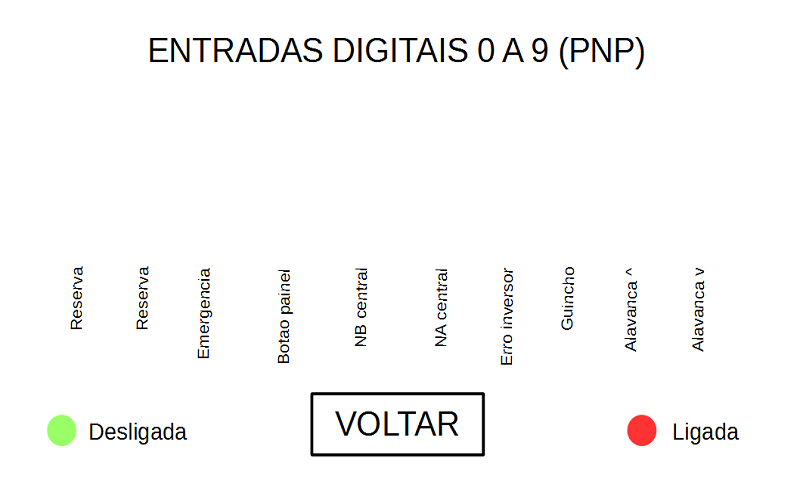 ENTRADAS DIGITAIS 0 A 9 (PNP)
Reserva
Reserva
Emergencia
Botao painel
NB central
NA central
Erro inversor
Guincho
Alavanca ^
Alavanca v
Desligada
VOLTAR
Ligada